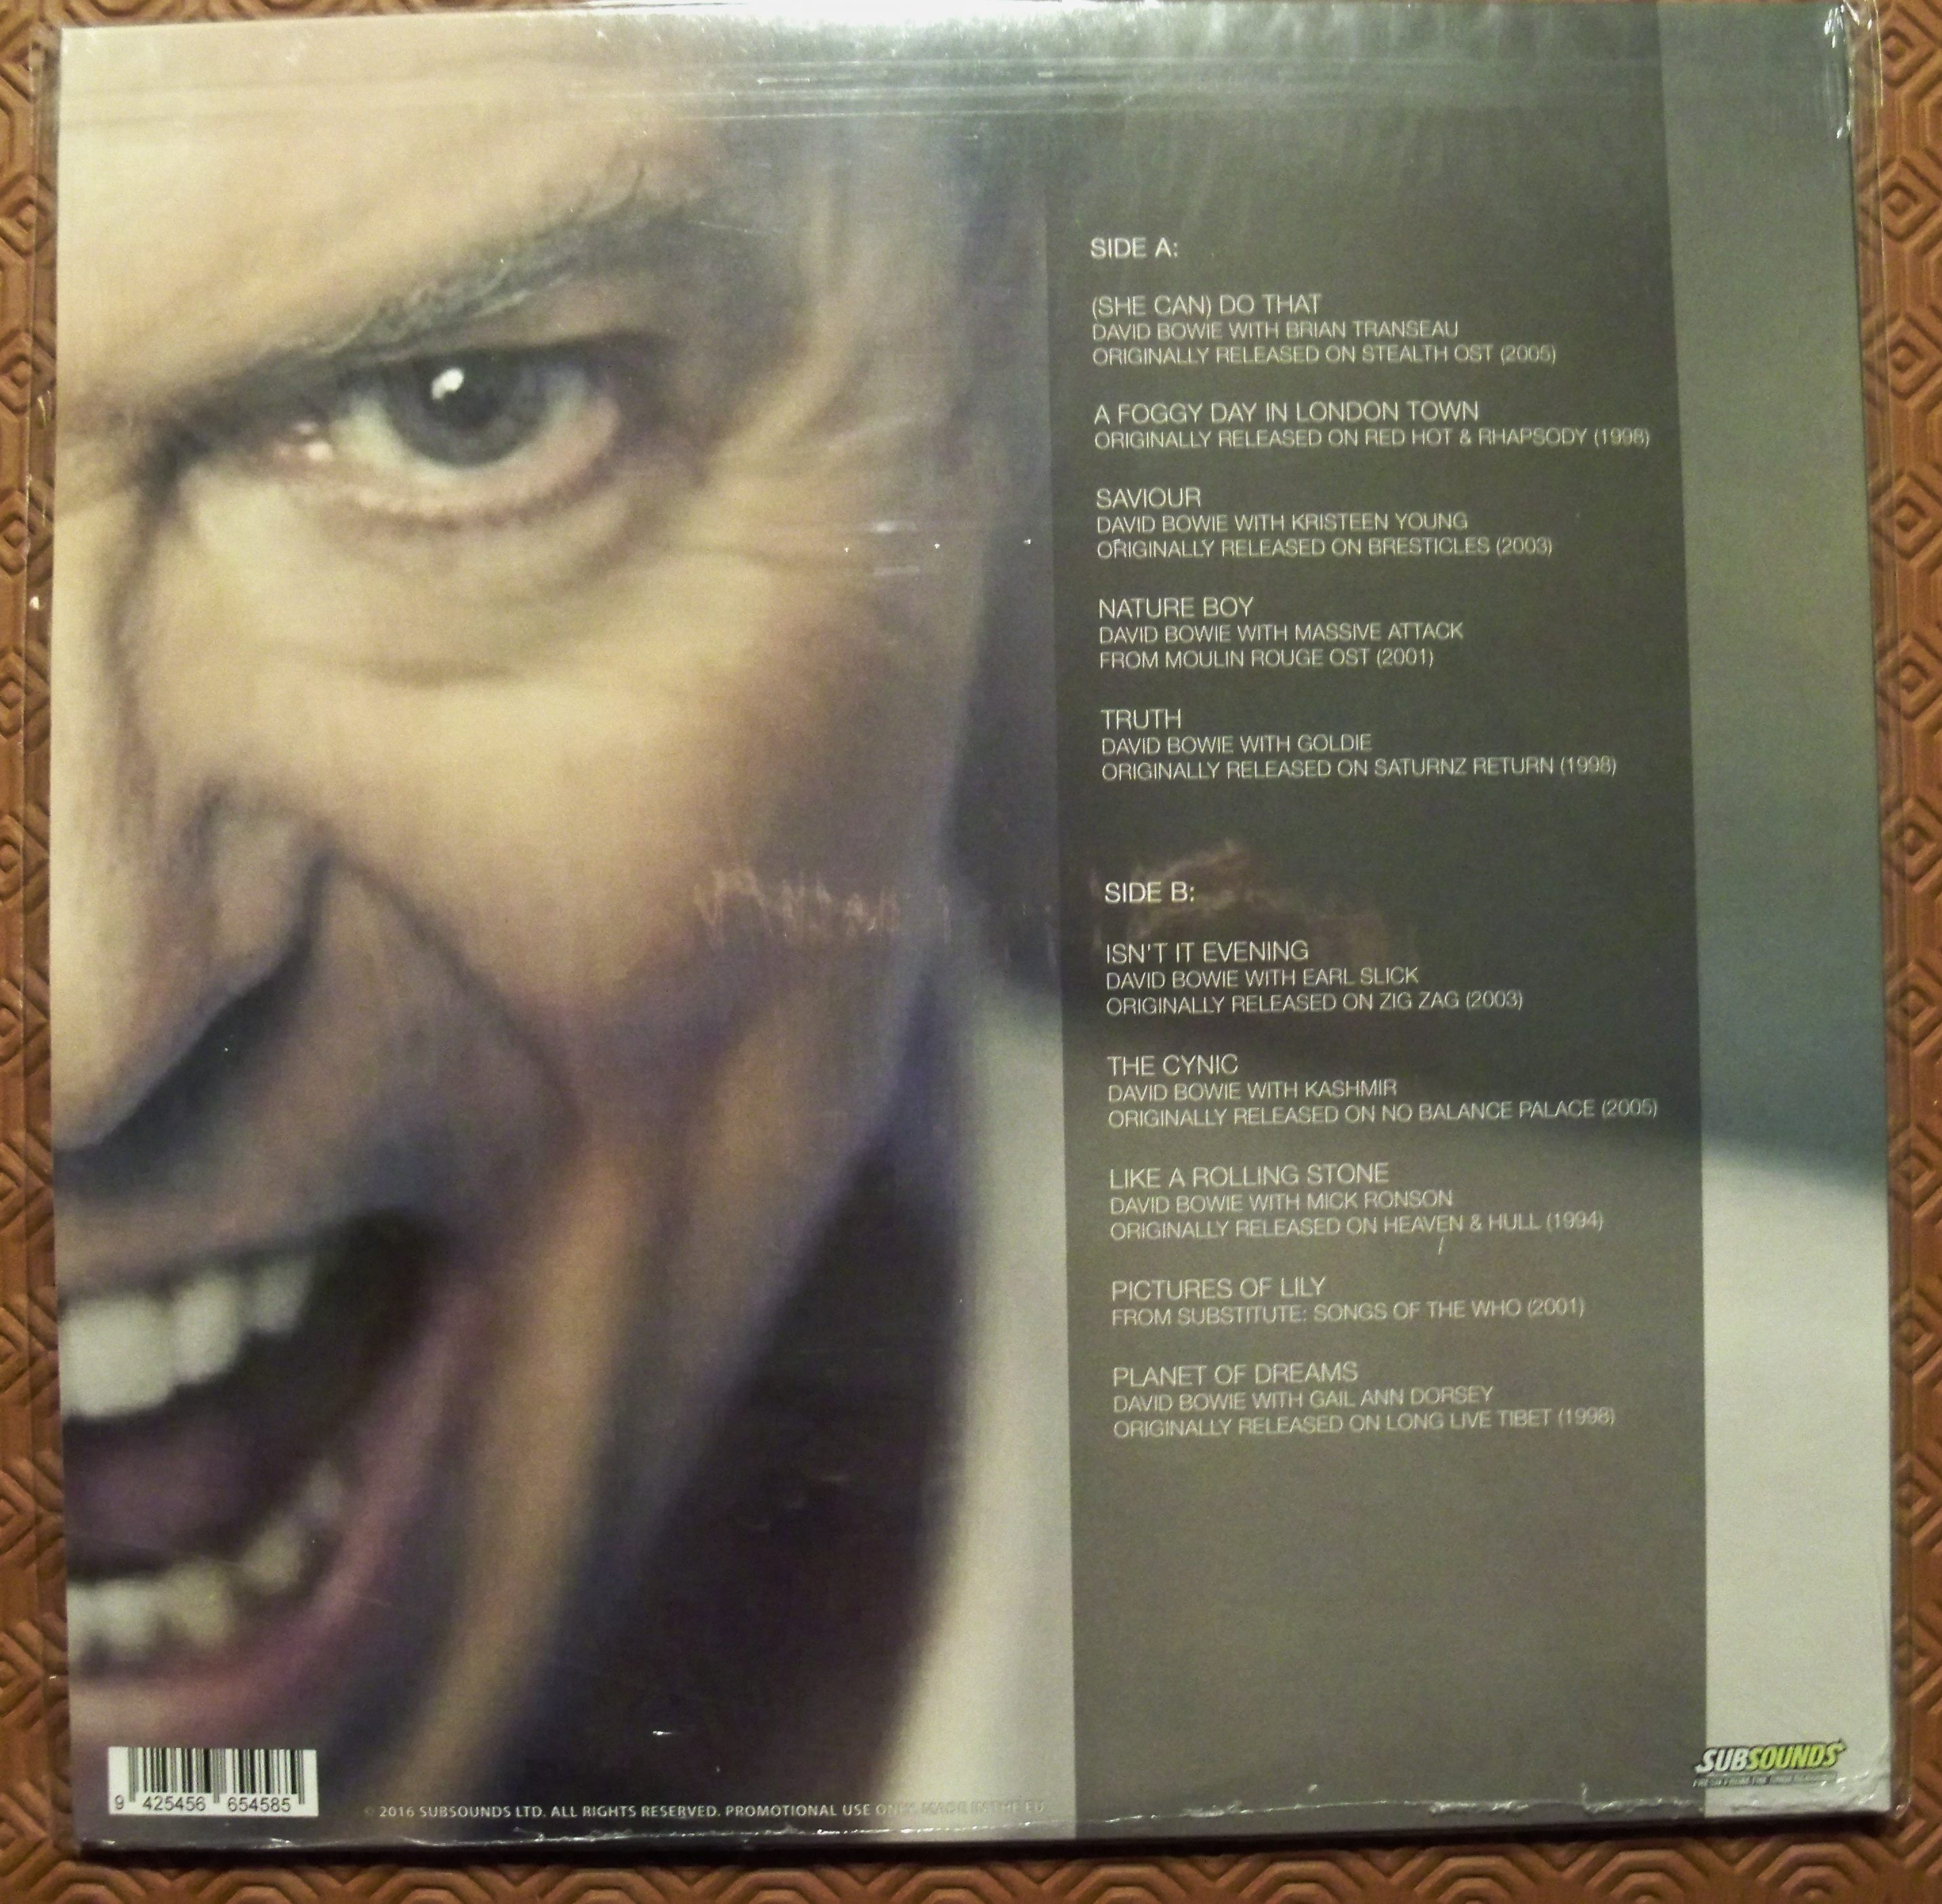 SIDE A:
(SHE CAN) DO THAT
DAVID BOWIE WITH BRIAN TRANSEAU
ORIGINALLY RELEASED ON STEALTH OST (2005)
A FOGGY DAY IN LONDON TOWN
ORIGINALLY RELEASED ON RED HOT & RHAPSODY (1998)
SAVIOUR
DAVID BOWIE WITH KRISTEEN YOUNG
ORIGINALLY RELEASED ON BRESTICLES (2003)
NATURE BOY
DAVID BOWIE WITH MASSIVE ATTACK
FROM MOULIN ROUGE OST (2001)
TRUTH
DAVID BOWIE WITH GOLDIE
ORIGINALLY RELEASED ON SATURNZ RETURN (1998)
SIDE B:
ISN'T IT EVENING
DAVID BOWIE WITH EARL SLICK
ORIGINALLY RELEASED ON ZIG ZAG (2003)
THE CYNIC
DAVID BOWIE WITH KASHMIR
ORIGINALLY RELEASED ON NO BALANCE PALACE (2005)
LIKE A ROLLING STONE
DAVID BOWIE WITH MICK RONSON
ORIGINALLY RELEASED ON HEAVEN & HULL (1994)
PICTURES OF LILY
FROM SUBSTITUTE: SONGS OF THE WHO (2001)
PLANET OF DREAMS
DAVID BOWIE WITH GAIL ANN DORSEY
ORIGINALLY RELEASED ON LONG LIVE TIBET (1998)
SUBSOUNDS
9 425456 654585
© 2016 SUBSOUNDS LTD. ALL RIGHTS RESERVED. PROMOTIONAL USE ONLY. MADE IN THE EU